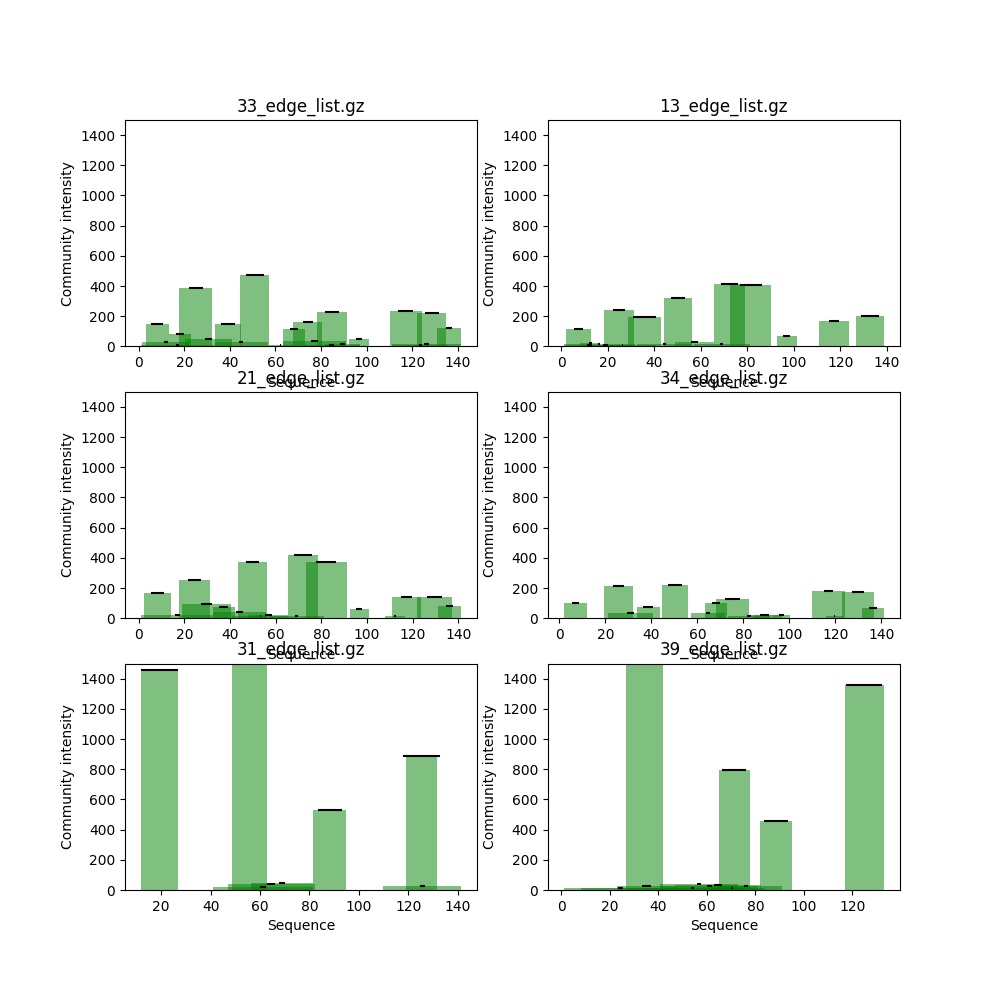 33_edge_list.gz
13_edge_list.gz
1400
1200
1000
800
600
400
200
0
Community intensity
0 20 40 60 80 100 120 140
Sequence
1400
1200
1000
800
600
400
200
0
Community intensity
0 20 40 60 80 100 120 140
Sequence
21_edge_list.gz
34_edge_list.gz
1400
1200
1000
800
600
400
200
0
Community intensity
0 20 40 60 80 100 120 140
Sequence
1400
1200
1000
800
600
400
200
0
Community intensity
0 20 40 60 80 100 120 140
Sequence
31_edge_list.gz
39_edge_list.gz
1400
1200
1000
800
600
400
200
0
Community intensity
20 40 60 80 100 120 140
Sequence
1400
1200
1000
800
600
400
200
0
Community intensity
0 20 40 60 80 100 120
Sequence